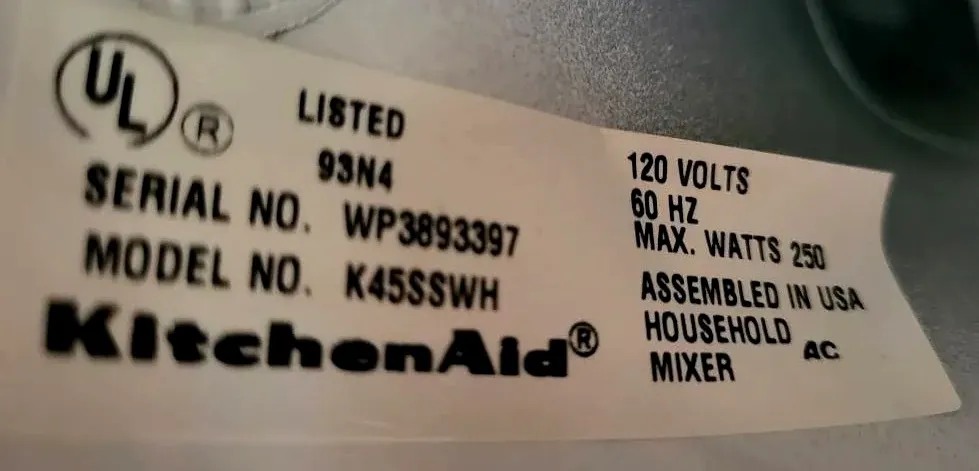 UL ®
LISTED
93N4
SERIAL NO. WP3893397
MODEL NO. K45SSWH
KitchenAid®
120 VOLTS
60 HZ
MAX. WATTS 250
ASSEMBLED IN USA
HOUSEHOLD AC
MIXER